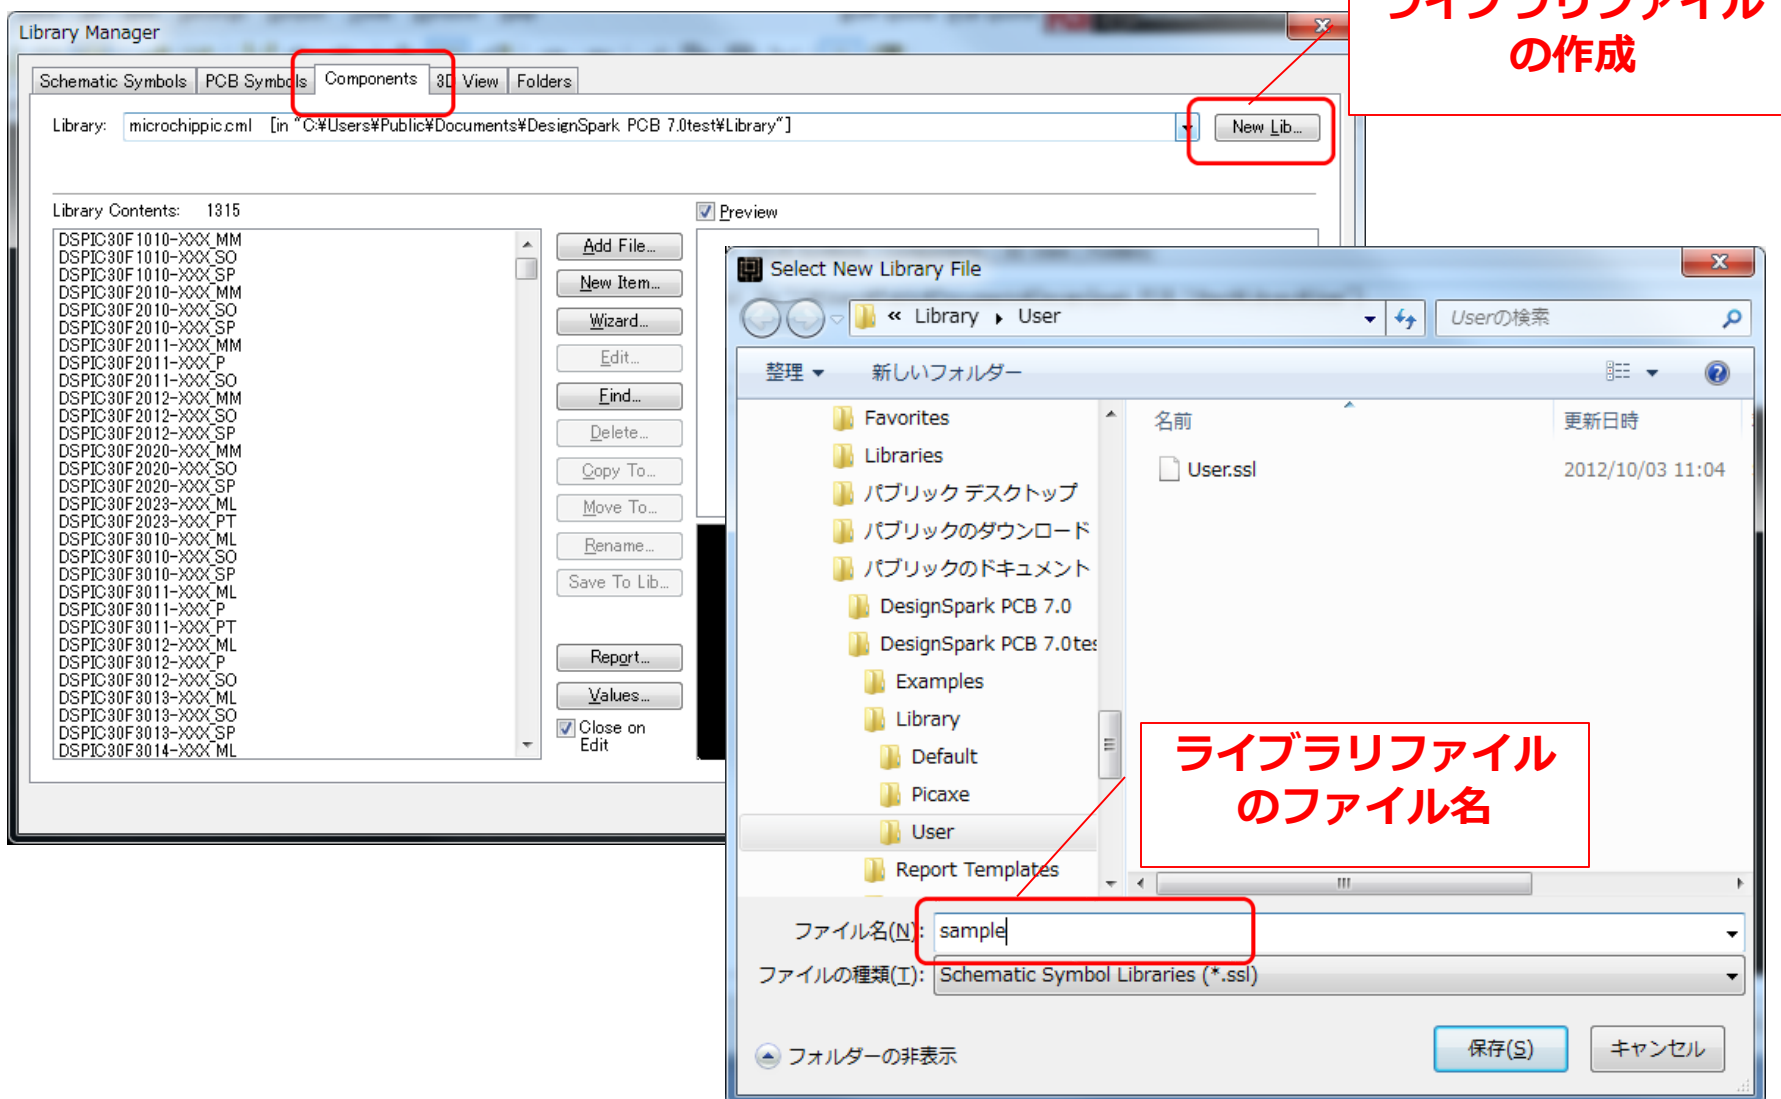 ライブラリファイル
の作成
Library Manager
Schematic Symbols PCB Symbols Components 3D View Folders
Library: microchippic.cml [in "C:¥Users¥Public¥Documents¥DesignSpark PCB 7.0test¥Library"] New Lib...
Library Contents: 1315
Preview
DSPIC30F1010-XXX_MM
DSPIC30F1010-XXX_SO
DSPIC30F1010-XXX_SP
DSPIC30F2010-XXX_MM
DSPIC30F2010-XXX_SO
DSPIC30F2010-XXX_SP
DSPIC30F2011-XXX_MM
DSPIC30F2011-XXX_P
DSPIC30F2011-XXX_SO
DSPIC30F2012-XXX_MM
DSPIC30F2012-XXX_SO
DSPIC30F2012-XXX_SP
DSPIC30F2020-XXX_MM
DSPIC30F2020-XXX_SO
DSPIC30F2020-XXX_SP
DSPIC30F2023-XXX_ML
DSPIC30F2023-XXX_PT
DSPIC30F3010-XXX_ML
DSPIC30F3010-XXX_SO
DSPIC30F3010-XXX_SP
DSPIC30F3011-XXX_ML
DSPIC30F3011-XXX_P
DSPIC30F3011-XXX_PT
DSPIC30F3012-XXX_ML
DSPIC30F3012-XXX_P
DSPIC30F3012-XXX_SO
DSPIC30F3013-XXX_ML
DSPIC30F3013-XXX_SO
DSPIC30F3013-XXX_SP
DSPIC30F3014-XXX_ML
Add File...
New Item...
Wizard...
Edit...
Find...
Delete...
Copy To...
Move To...
Rename...
Save To Lib...
Report...
Values...
Close on
Edit
Select New Library File
« Library ▸ User
Userの検索
整理 新しいフォルダー
Favorites
Libraries
パブリック デスクトップ
パブリックのダウンロード
パブリックのドキュメント
DesignSpark PCB 7.0
DesignSpark PCB 7.0tes
Examples
Library
Default
Picaxe
User
Report Templates
名前 更新日時
User.ssl 2012/10/03 11:04
ライブラリファイル
のファイル名
ファイル名(N): sample
ファイルの種類(T): Schematic Symbol Libraries (*.ssl)
フォルダーの非表示
保存(S) キャンセル